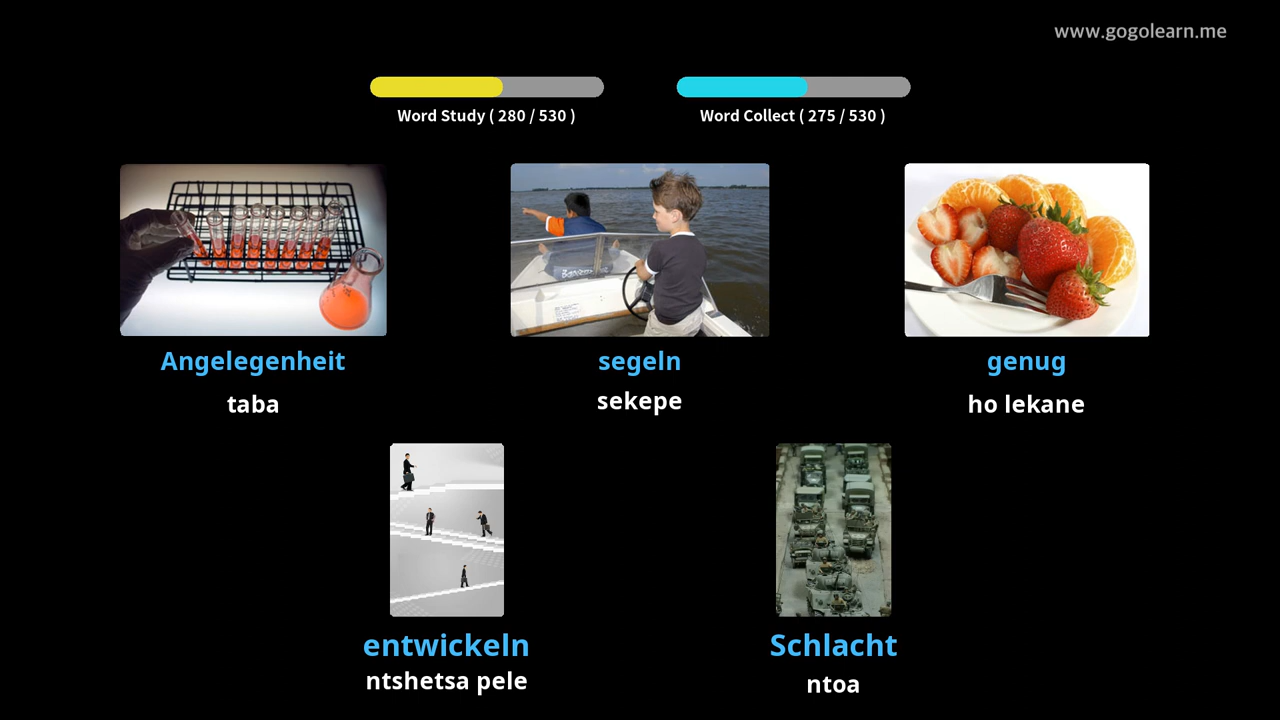 www.gogolearn.me
Word Study ( 280 / 530 )
Word Collect ( 275 / 530 )
Angelegenheit
taba
segeln
sekepe
genug
ho lekane
entwickeln
ntshetsa pele
Schlacht
ntoa